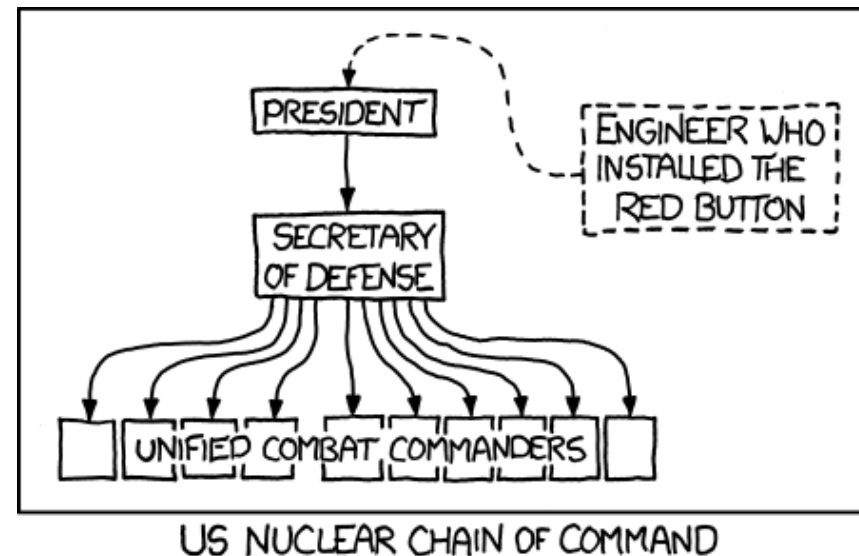 PRESIDENT
ENGINEER WHO
INSTALLED THE
RED BUTTON
SECRETARY
OF DEFENSE
UNIFIED COMBAT COMMANDERS
US NUCLEAR CHAIN OF COMMAND